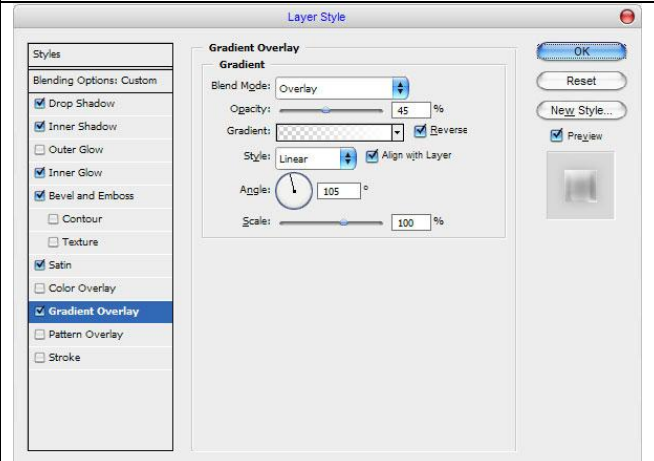 Layer Style
Styles
Blending Options: Custom
Drop Shadow
Inner Shadow
Outer Glow
Inner Glow
Bevel and Emboss
Contour
Texture
Satin
Color Overlay
Gradient Overlay
Pattern Overlay
Stroke
Gradient Overlay
Gradient
Blend Mode: Overlay
Opacity: 45 %
Gradient: Reverse
Style: Linear Align with Layer
Angle: 105 °
Scale: 100 %
OK
Reset
New Style...
Preview